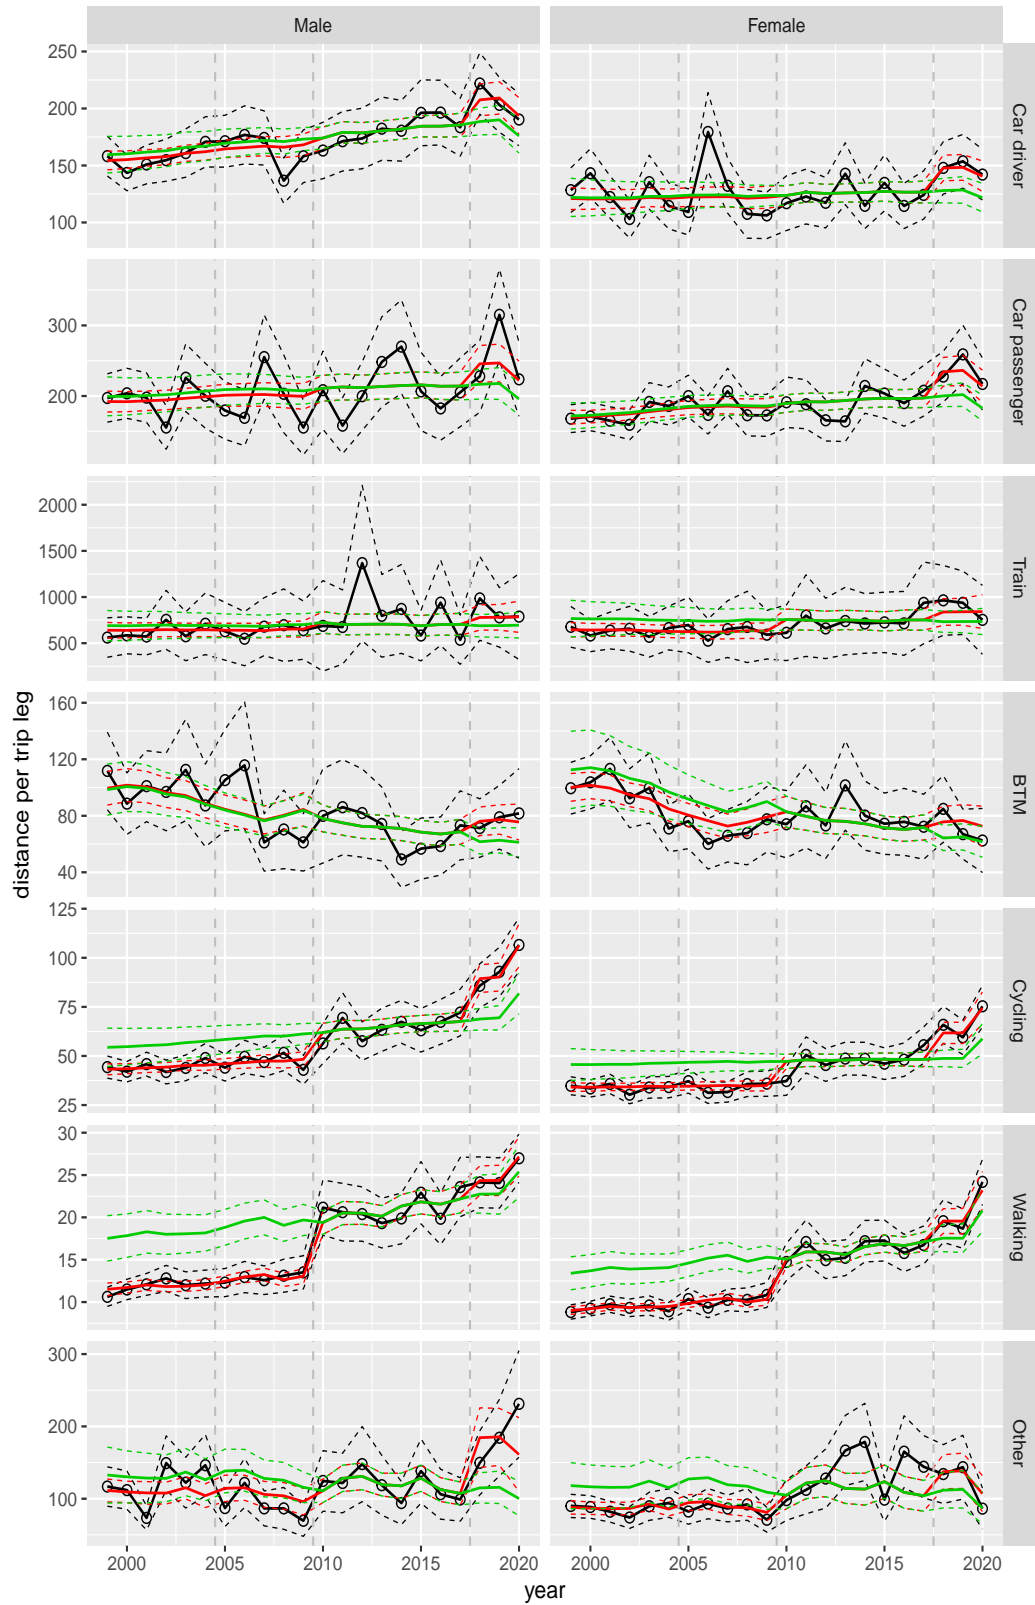 Male Female
250
200
150
100
Car driver
300
200
Car passenger
2000
1500
1000
500
Train
distance per trip leg
160
120
80
40
BTM
125
100
75
50
25
Cycling
30
25
20
15
10
Walking
300
200
100
Other
2000 2005 2010 2015 2020 2000 2005 2010 2015 2020
year